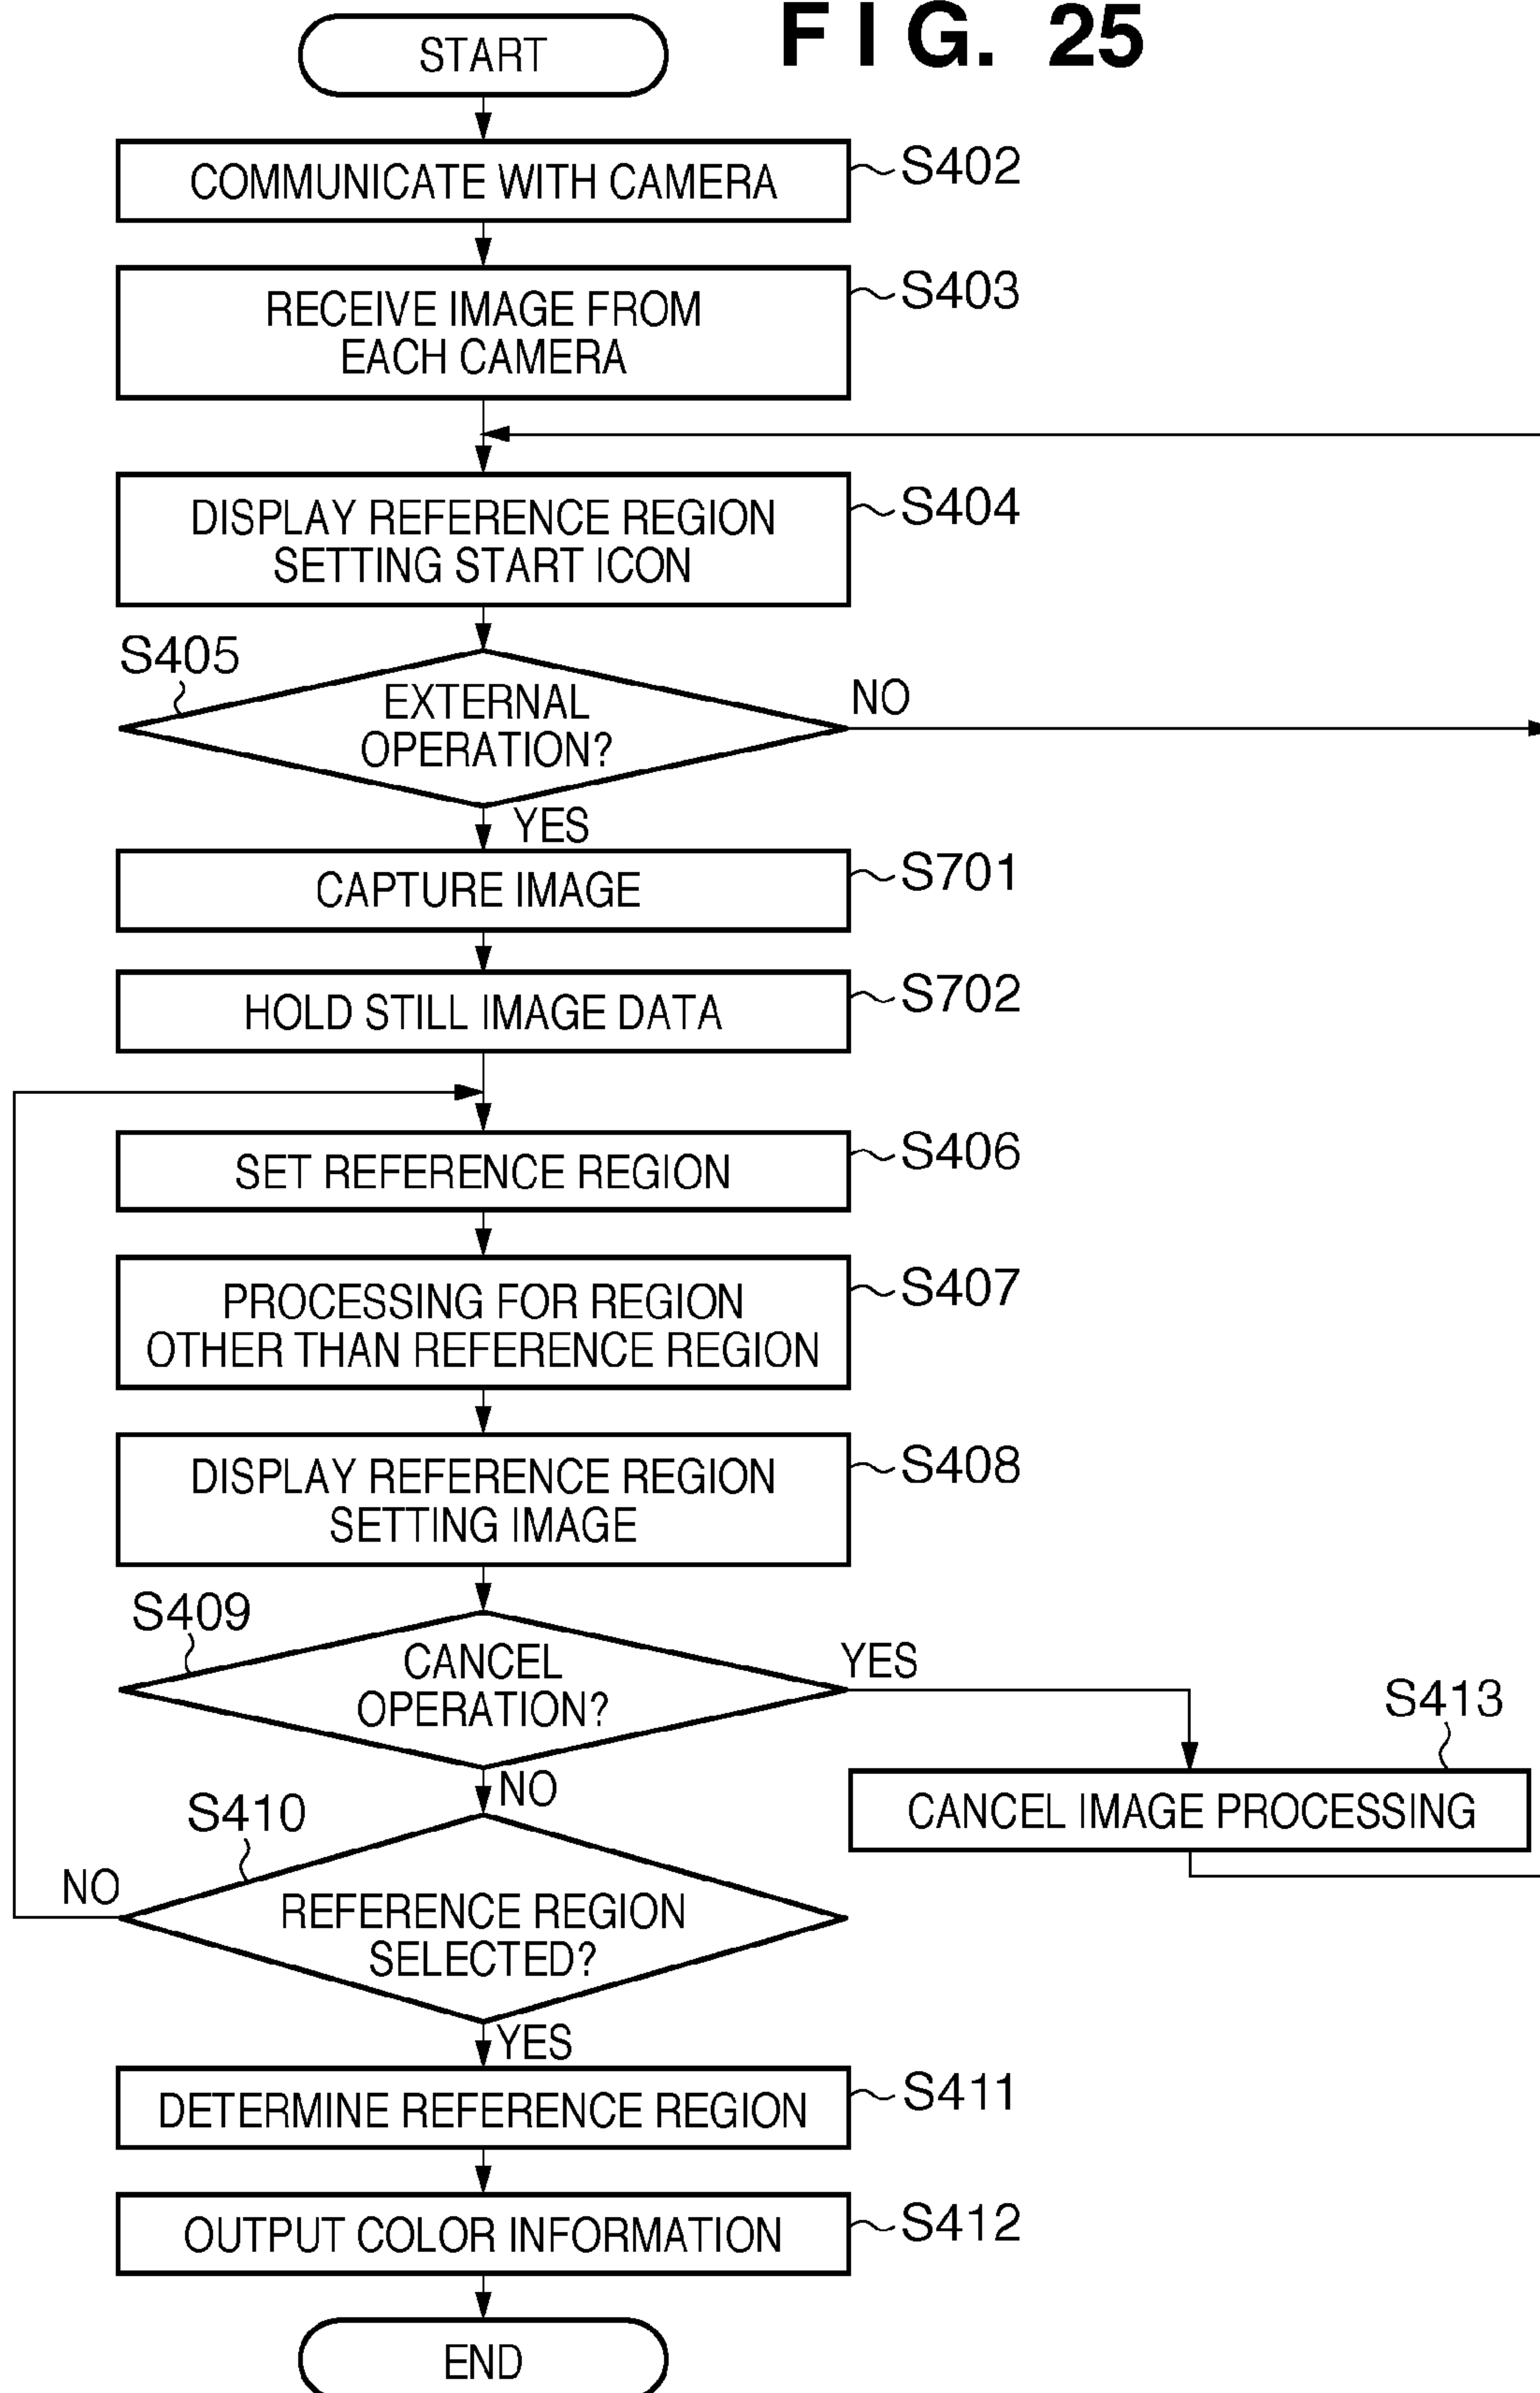 FIG. 25
START
COMMUNICATE WITH CAMERA
S402
RECEIVE IMAGE FROM
EACH CAMERA
S403
DISPLAY REFERENCE REGION
SETTING START ICON
S404
S405
EXTERNAL
OPERATION?
NO
YES
CAPTURE IMAGE
S701
HOLD STILL IMAGE DATA
S702
SET REFERENCE REGION
S406
PROCESSING FOR REGION
OTHER THAN REFERENCE REGION
S407
DISPLAY REFERENCE REGION
SETTING IMAGE
S408
S409
CANCEL
OPERATION?
YES
S413
CANCEL IMAGE PROCESSING
NO
S410
REFERENCE REGION
SELECTED?
NO
YES
DETERMINE REFERENCE REGION
S411
OUTPUT COLOR INFORMATION
S412
END